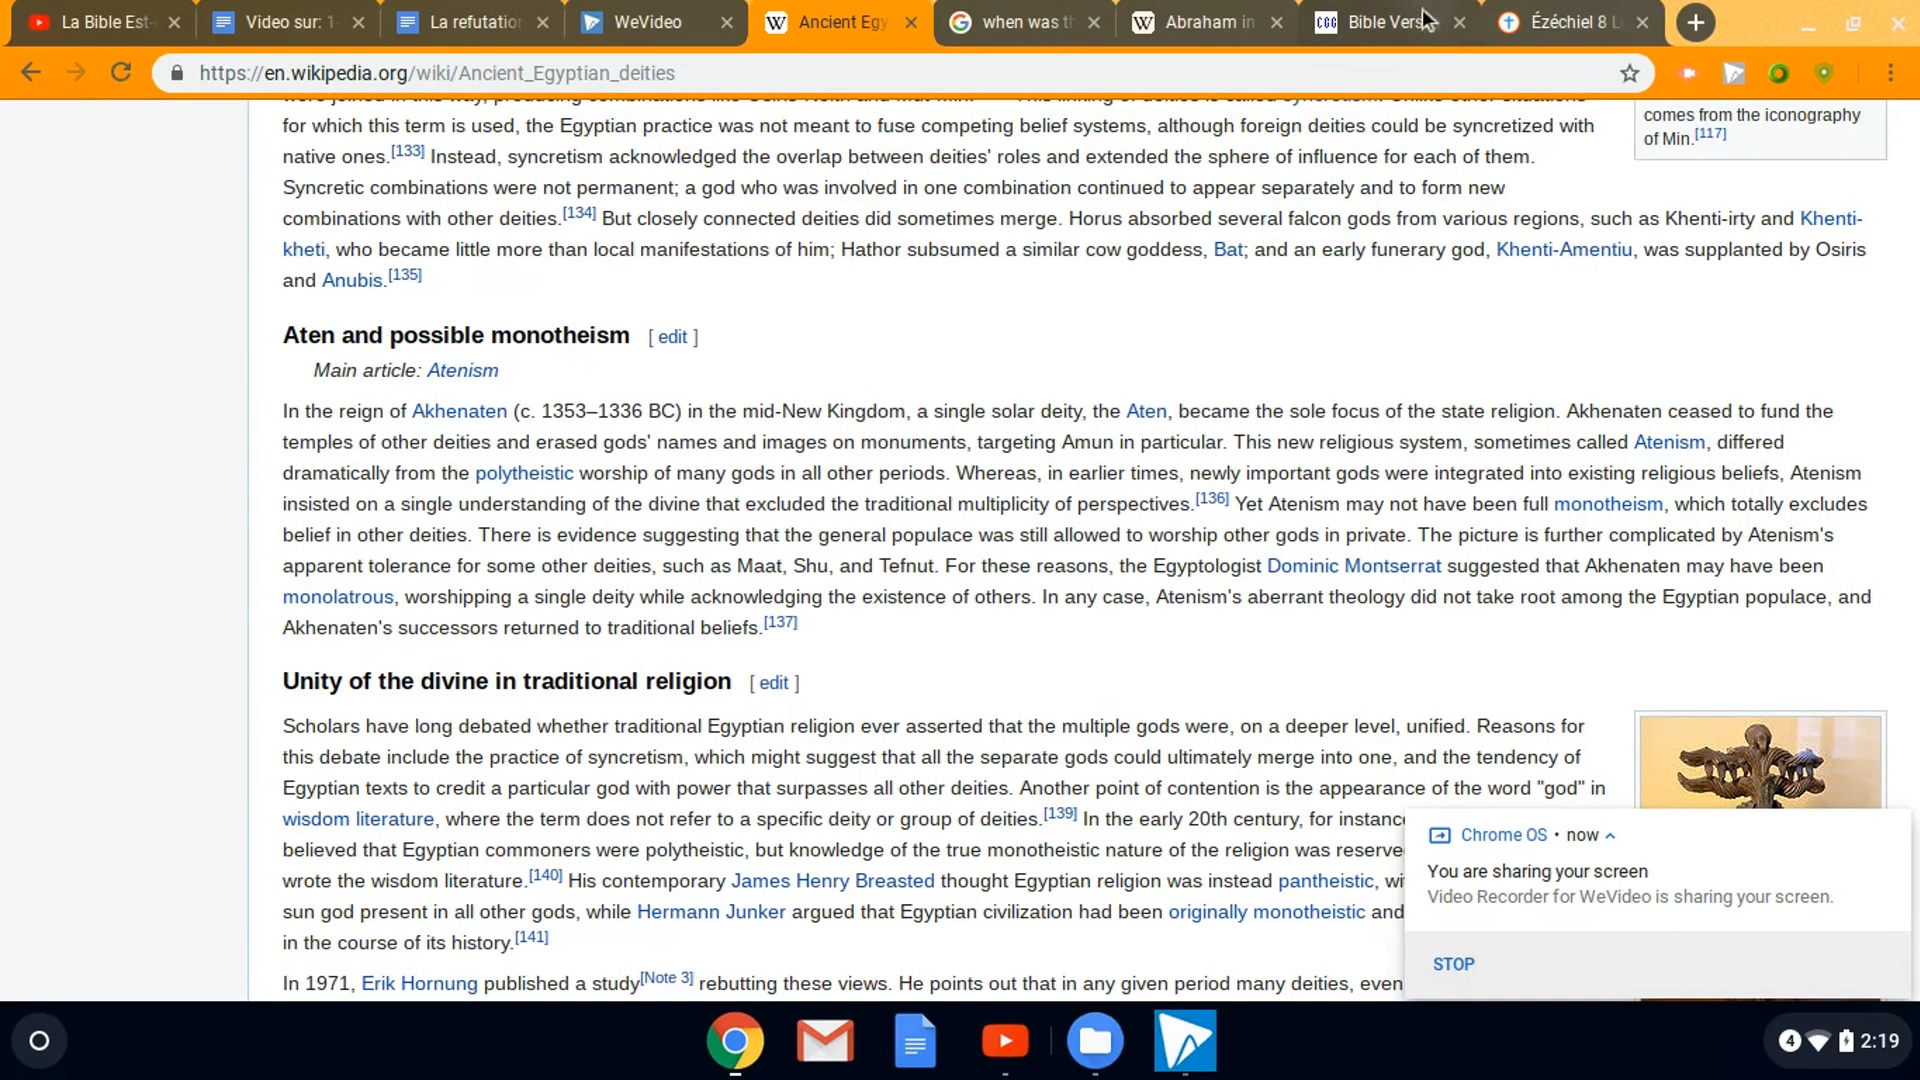 La Bible Est-
Video sur: 1
La refutatio
WeVideo
Ancient Egy
when was t
Abraham in
Bible Vers
Ézéchiel 8 L
https://en.wikipedia.org/wiki/Ancient_Egyptian_deities
for which this term is used, the Egyptian practice was not meant to fuse competing belief systems, although foreign deities could be syncretized with
native ones.[133] Instead, syncretism acknowledged the overlap between deities' roles and extended the sphere of influence for each of them.
Syncretic combinations were not permanent; a god who was involved in one combination continued to appear separately and to form new
combinations with other deities.[134] But closely connected deities did sometimes merge. Horus absorbed several falcon gods from various regions, such as Khenti-irty and Khenti-
kheti, who became little more than local manifestations of him; Hathor subsumed a similar cow goddess, Bat; and an early funerary god, Khenti-Amentiu, was supplanted by Osiris
and Anubis.[135]
comes from the iconography
of Min.[117]
Aten and possible monotheism [ edit ]
Main article: Atenism
In the reign of Akhenaten (c. 1353–1336 BC) in the mid-New Kingdom, a single solar deity, the Aten, became the sole focus of the state religion. Akhenaten ceased to fund the
temples of other deities and erased gods' names and images on monuments, targeting Amun in particular. This new religious system, sometimes called Atenism, differed
dramatically from the polytheistic worship of many gods in all other periods. Whereas, in earlier times, newly important gods were integrated into existing religious beliefs, Atenism
insisted on a single understanding of the divine that excluded the traditional multiplicity of perspectives.[136] Yet Atenism may not have been full monotheism, which totally excludes
belief in other deities. There is evidence suggesting that the general populace was still allowed to worship other gods in private. The picture is further complicated by Atenism's
apparent tolerance for some other deities, such as Maat, Shu, and Tefnut. For these reasons, the Egyptologist Dominic Montserrat suggested that Akhenaten may have been
monolatrous, worshipping a single deity while acknowledging the existence of others. In any case, Atenism's aberrant theology did not take root among the Egyptian populace, and
Akhenaten's successors returned to traditional beliefs.[137]
Unity of the divine in traditional religion [ edit ]
Scholars have long debated whether traditional Egyptian religion ever asserted that the multiple gods were, on a deeper level, unified. Reasons for
this debate include the practice of syncretism, which might suggest that all the separate gods could ultimately merge into one, and the tendency of
Egyptian texts to credit a particular god with power that surpasses all other deities. Another point of contention is the appearance of the word "god" in
wisdom literature, where the term does not refer to a specific deity or group of deities.[139] In the early 20th century, for instanc
believed that Egyptian commoners were polytheistic, but knowledge of the true monotheistic nature of the religion was reserve
wrote the wisdom literature.[140] His contemporary James Henry Breasted thought Egyptian religion was instead pantheistic, wi
sun god present in all other gods, while Hermann Junker argued that Egyptian civilization had been originally monotheistic and
in the course of its history.[141]
In 1971, Erik Hornung published a study[Note 3] rebutting these views. He points out that in any given period many deities, even
Chrome OS • now
You are sharing your screen
Video Recorder for WeVideo is sharing your screen.
STOP
4 2:19